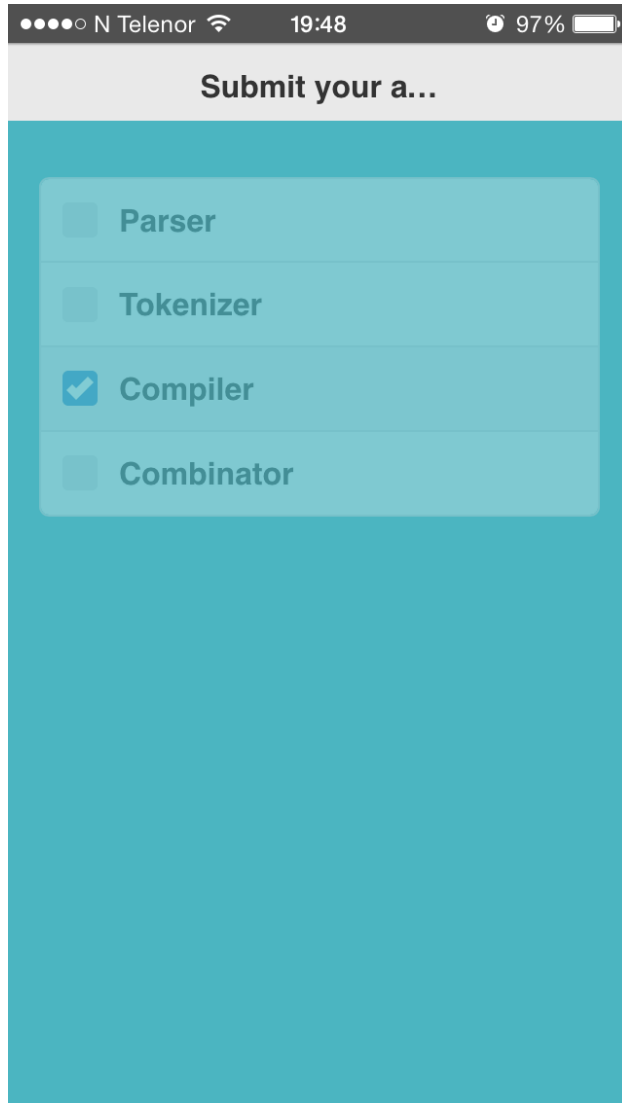 N Telenor 19:48 97%
Submit your a...
Parser
Tokenizer
Compiler
Combinator